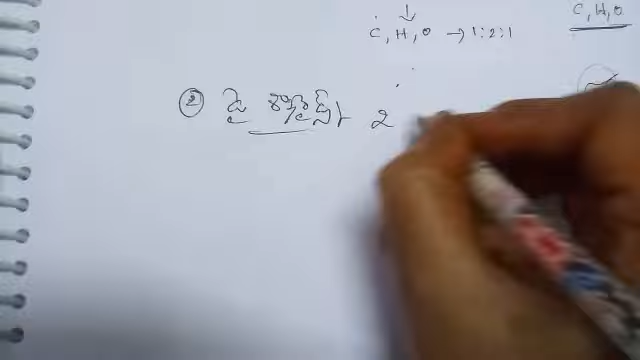 C, H, O
C, H, O → 1:2:1
② డై శాకరైడ్స్ 2